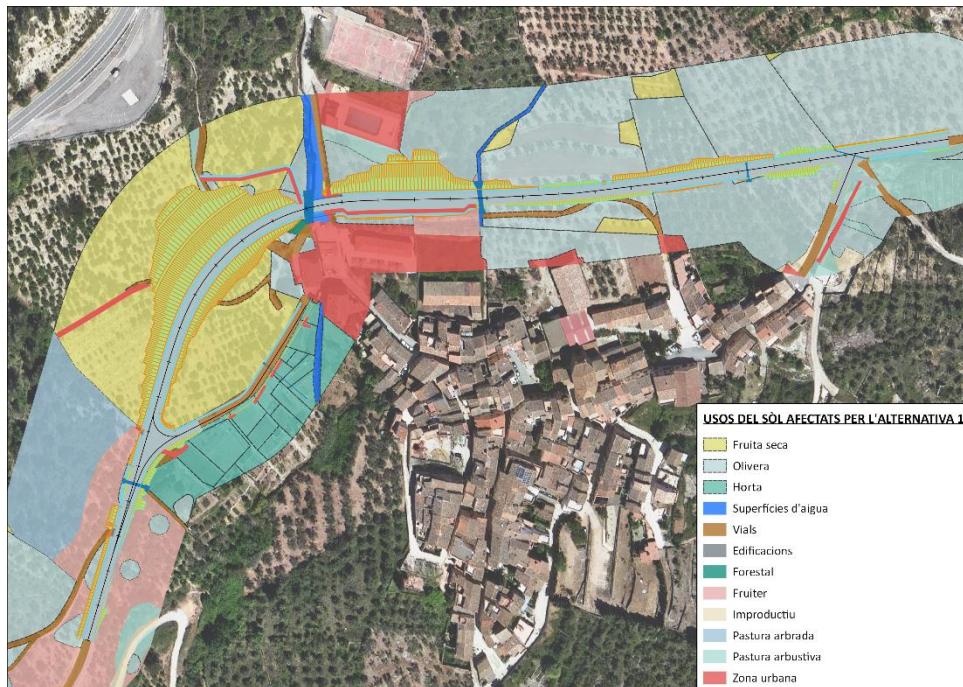 USOS DEL SÒL AFECTATS PER L'ALTERNATIVA 1
Fruita seca
Olivera
Horta
Superfícies d'aigua
Vials
Edificacions
Forestal
Fruiter
Improductiu
Pastura arbrada
Pastura arbustiva
Zona urbana